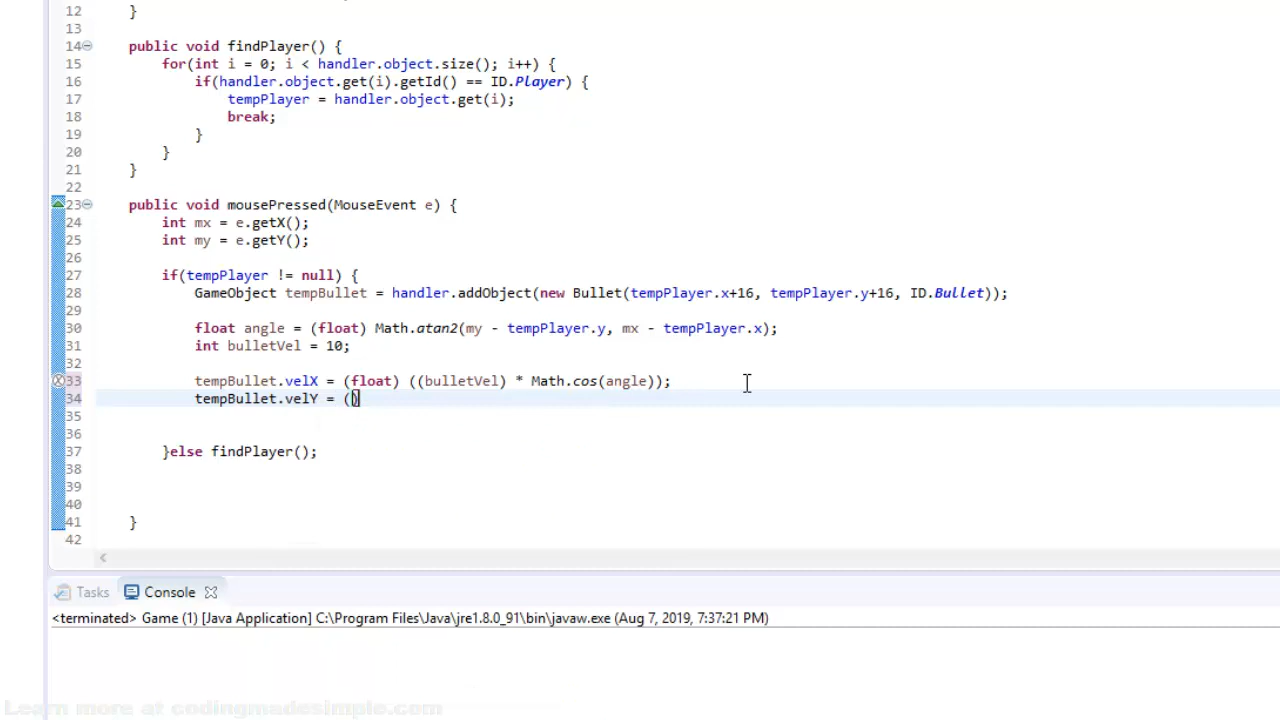 12 }
13
14 public void findPlayer() {
15 for(int i = 0; i < handler.object.size(); i++) {
16 if(handler.object.get(i).getId() == ID.Player) {
17 tempPlayer = handler.object.get(i);
18 break;
19 }
20 }
21 }
22
23 public void mousePressed(MouseEvent e) {
24 int mx = e.getX();
25 int my = e.getY();
26
27 if(tempPlayer != null) {
28 GameObject tempBullet = handler.addObject(new Bullet(tempPlayer.x+16, tempPlayer.y+16, ID.Bullet));
29
30 float angle = (float) Math.atan2(my - tempPlayer.y, mx - tempPlayer.x);
31 int bulletVel = 10;
32
33 tempBullet.velX = (float) ((bulletVel) * Math.cos(angle));
34 tempBullet.velY = ()
35
36
37 }else findPlayer();
38
39
40
41 }
42
Tasks Console
<terminated> Game (1) [Java Application] C:\Program Files\Java\jre1.8.0_91\bin\javaw.exe (Aug 7, 2019, 7:37:21 PM)
Learn more at codingmadesimple.com